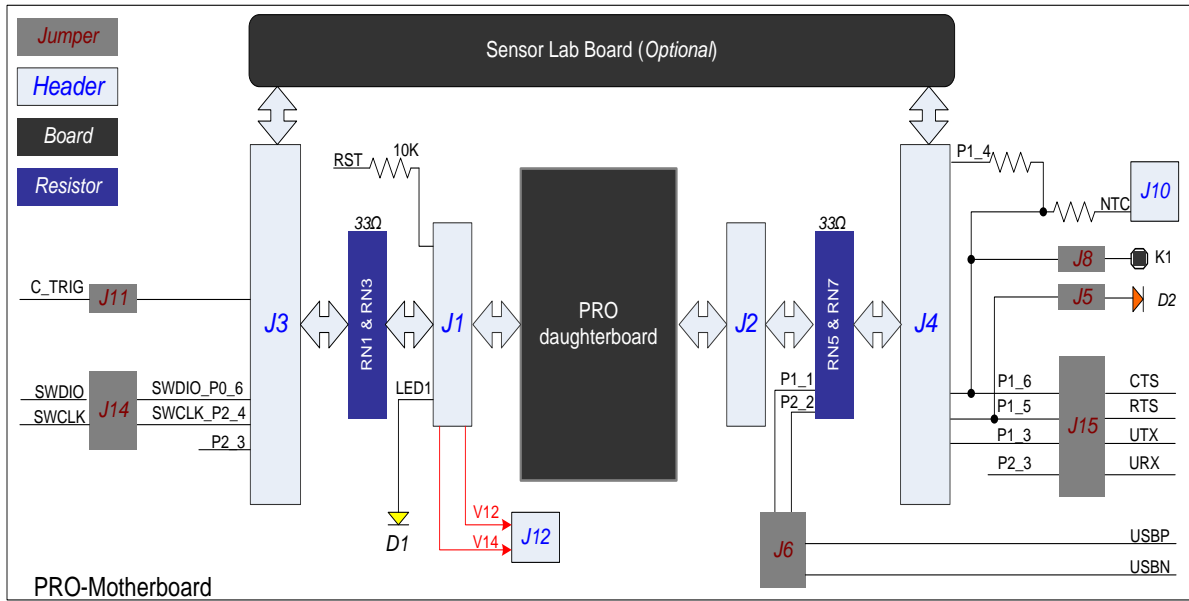 Jumper
Header
Board
Resistor
Sensor Lab Board (Optional)
RST
10K
P1_4
NTC
J10
33Ω
33Ω
J8
K1
J5
D2
C_TRIG
J11
J3
RN1 & RN3
J1
PRO
daughterboard
J2
RN5 & RN7
J4
SWDIO
SWCLK
J14
SWDIO_P0_6
SWCLK_P2_4
P2_3
LED1
P1_1
P2_2
P1_6
P1_5
P1_3
P2_3
J15
CTS
RTS
UTX
URX
D1
V12
V14
J12
J6
USBP
USBN
PRO-Motherboard